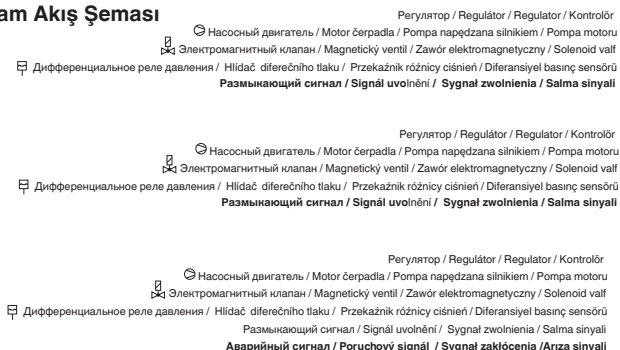 am Akış Şeması
Регулятор / Regulátor / Regulator / Kontrolör
Насосный двигатель / Motor čerpadla / Pompa napędzana silnikiem / Pompa motoru
Электромагнитный клапан / Magnetický ventil / Zawór elektromagnetyczny / Solenoid valf
Дифференциальное реле давления / Hlídač diferečního tlaku / Przekaźnik różnicy ciśnień / Diferansiyel basınç sensörü
Размыкающий сигнал / Signál uvolnění / Sygnał zwolnienia / Salma sinyali
Регулятор / Regulátor / Regulator / Kontrolör
Насосный двигатель / Motor čerpadla / Pompa napędzana silnikiem / Pompa motoru
Электромагнитный клапан / Magnetický ventil / Zawór elektromagnetyczny / Solenoid valf
Дифференциальное реле давления / Hlídač diferečního tlaku / Przekaźnik różnicy ciśnień / Diferansiyel basınç sensörü
Размыкающий сигнал / Signál uvolnění / Sygnał zwolnienia / Salma sinyali
Регулятор / Regulátor / Regulator / Kontrolör
Насосный двигатель / Motor čerpadla / Pompa napędzana silnikiem / Pompa motoru
Электромагнитный клапан / Magnetický ventil / Zawór elektromagnetyczny / Solenoid valf
Дифференциальное реле давления / Hlídač diferečního tlaku / Przekaźnik różnicy ciśnień / Diferansiyel basınç sensörü
Размыкающий сигнал / Signál uvolnění / Sygnał zwolnienia / Salma sinyali
Аварийный сигнал / Poruchový signál / Sygnał zakłócenia /Arıza sinyali